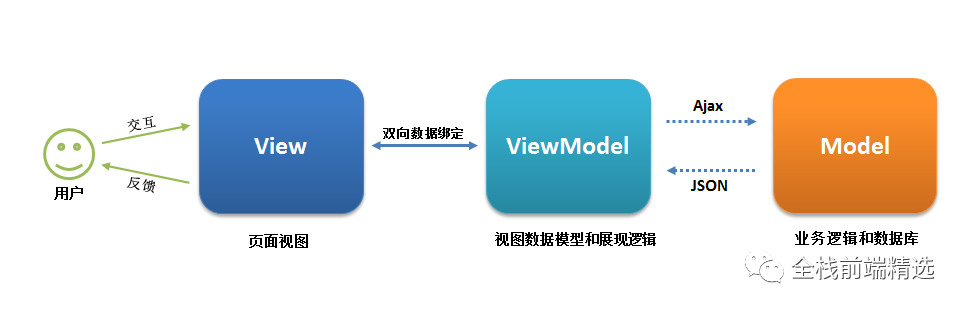 交互
反馈
用户
View
页面视图
双向数据绑定
ViewModel
视图数据模型和展现逻辑
Ajax
JSON
Model
业务逻辑和数据库
全栈前端精选